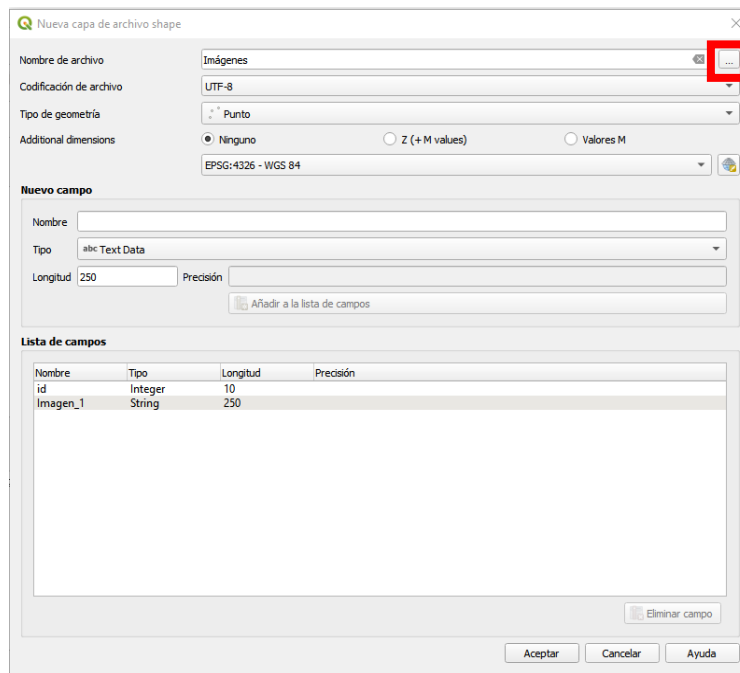 Nueva capa de archivo shape
Nombre de archivo Imágenes ...
Codificación de archivo UTF-8
Tipo de geometría Punto
Additional dimensions Ninguno Z (+ M values) Valores M
EPSG:4326 - WGS 84
Nuevo campo
Nombre
Tipo abc Text Data
Longitud 250 Precisión
Añadir a la lista de campos
Lista de campos
Nombre Tipo Longitud Precisión
id Integer 10
Imagen_1 String 250
Eliminar campo
Aceptar Cancelar Ayuda